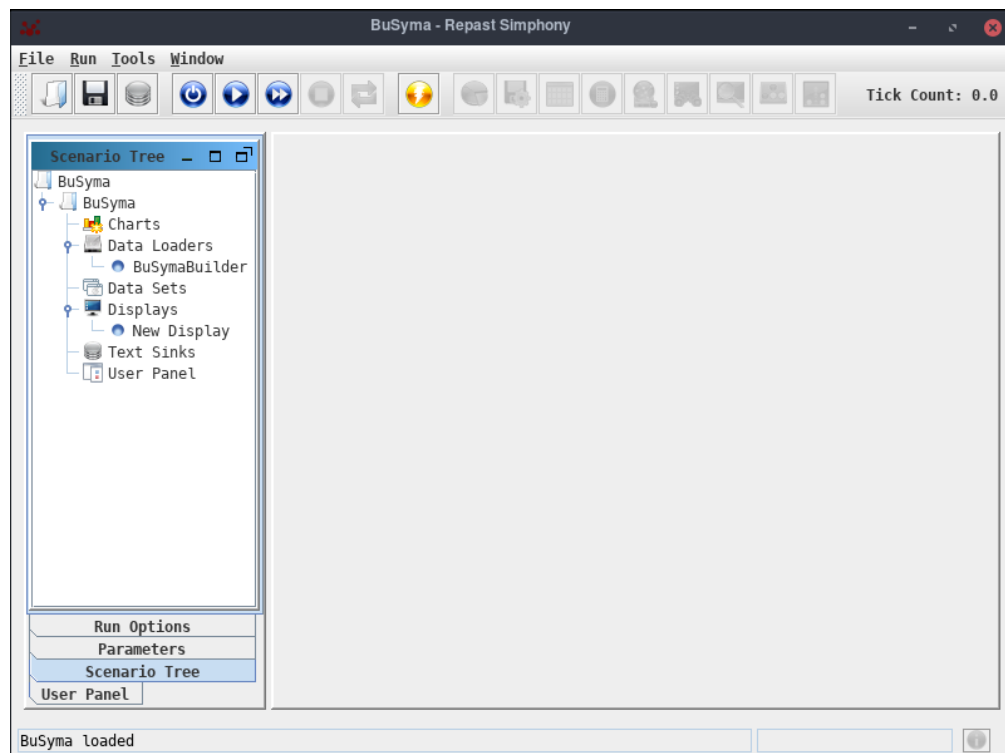 BuSyma - Repast Simphony
File Run Tools Window
Tick Count: 0.0
Scenario Tree
BuSyma
BuSyma
Charts
Data Loaders
BuSymaBuilder
Data Sets
Displays
New Display
Text Sinks
User Panel
Run Options
Parameters
Scenario Tree
User Panel
BuSyma loaded